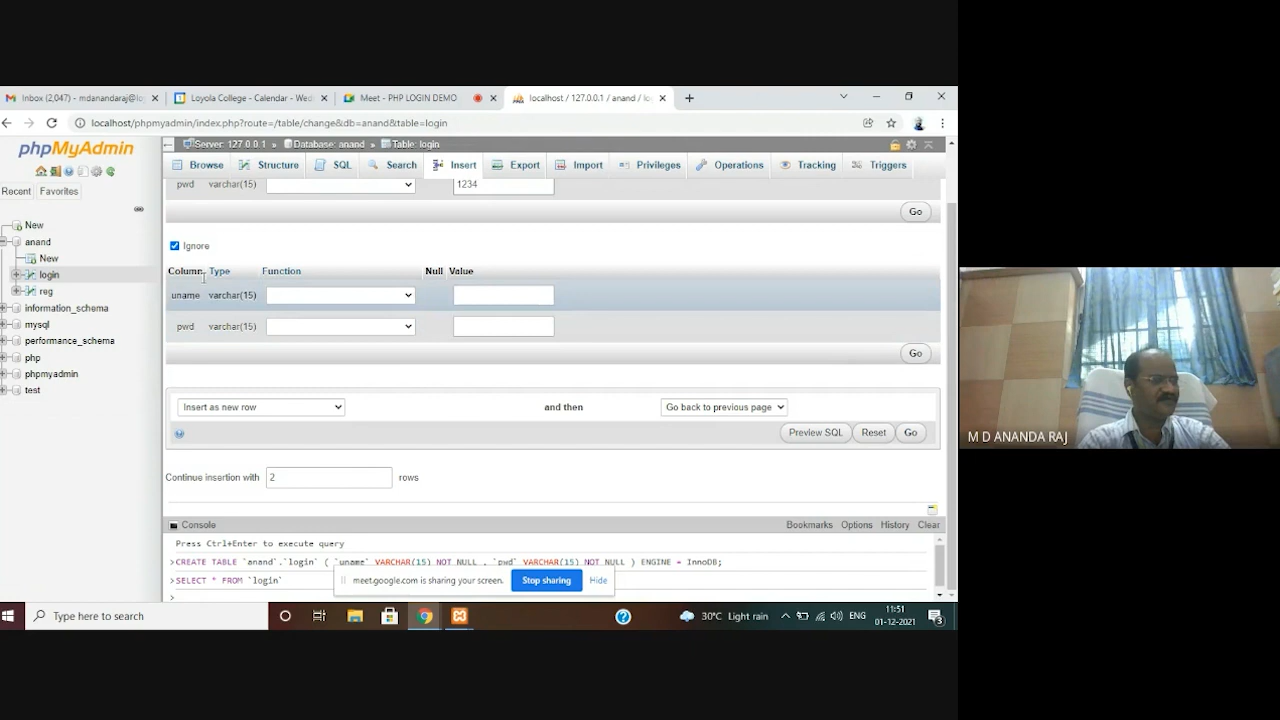 Inbox (2,047) - mdanandaraj@lo
Loyola College - Calendar - Wed
Meet - PHP LOGIN DEMO
localhost / 127.0.0.1 / anand / lo
localhost/phpmyadmin/index.php?route=/table/change&db=anand&table=login
phpMyAdmin
Recent Favorites
New
anand
New
login
reg
information_schema
mysql
performance_schema
php
phpmyadmin
test
Server: 127.0.0.1 » Database: anand » Table: login
Browse Structure SQL Search Insert Export Import Privileges Operations Tracking Triggers
pwd varchar(15) 1234
Go
Ignore
Column Type Function Null Value
uname varchar(15)
pwd varchar(15)
Go
Insert as new row and then Go back to previous page
Preview SQL Reset Go
Continue insertion with 2 rows
Console Bookmarks Options History Clear
Press Ctrl+Enter to execute query
>CREATE TABLE `anand`.`login` ( `uname` VARCHAR(15) NOT NULL , `pwd` VARCHAR(15) NOT NULL ) ENGINE = InnoDB;
>SELECT * FROM `login`
>
meet.google.com is sharing your screen. Stop sharing Hide
Type here to search
30°C Light rain
ENG
11:51
01-12-2021
3
M D ANANDA RAJ